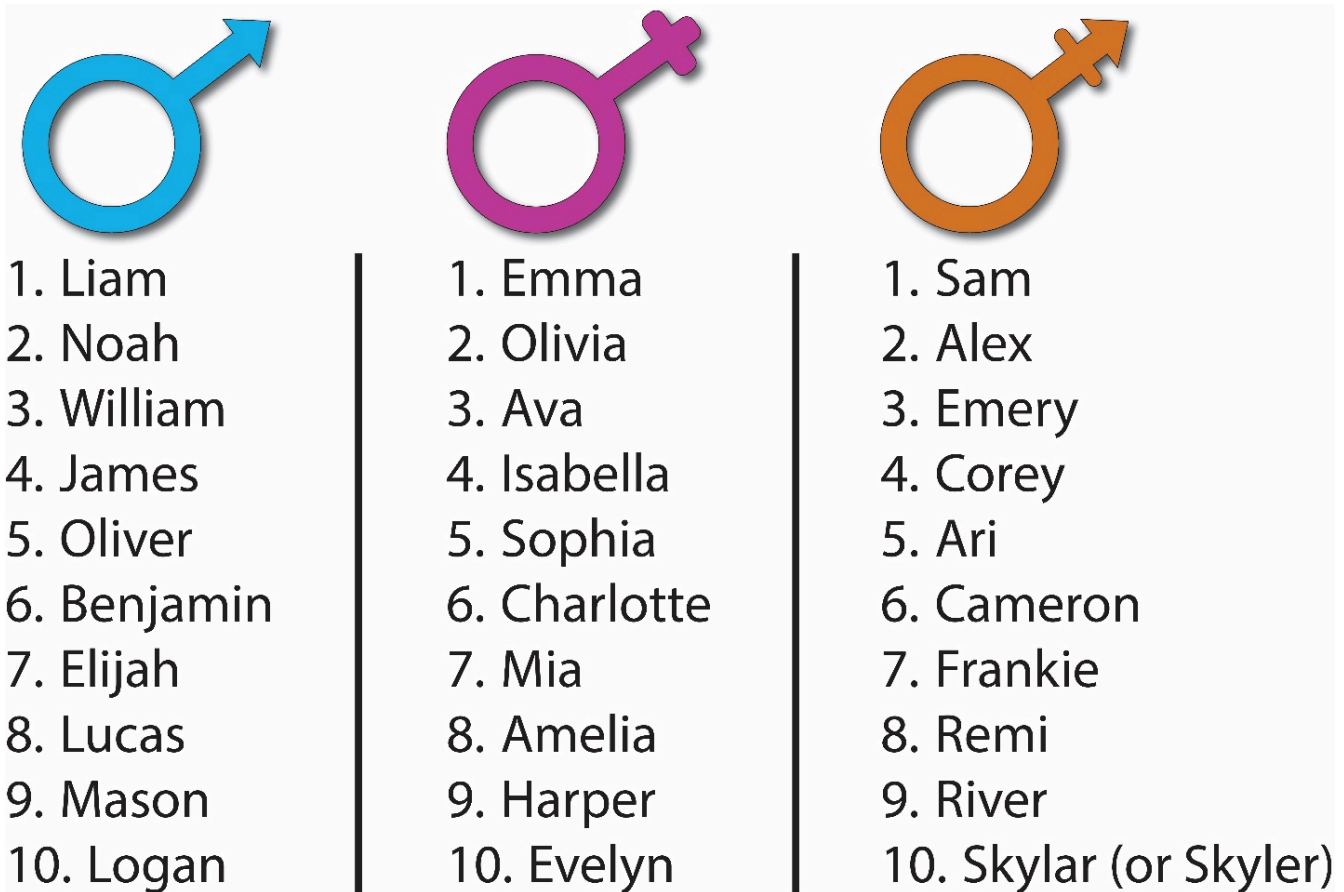 1. Liam
2. Noah
3. William
4. James
5. Oliver
6. Benjamin
7. Elijah
8. Lucas
9. Mason
10. Logan
1. Emma
2. Olivia
3. Ava
4. Isabella
5. Sophia
6. Charlotte
7. Mia
8. Amelia
9. Harper
10. Evelyn
1. Sam
2. Alex
3. Emery
4. Corey
5. Ari
6. Cameron
7. Frankie
8. Remi
9. River
10. Skylar (or Skyler)